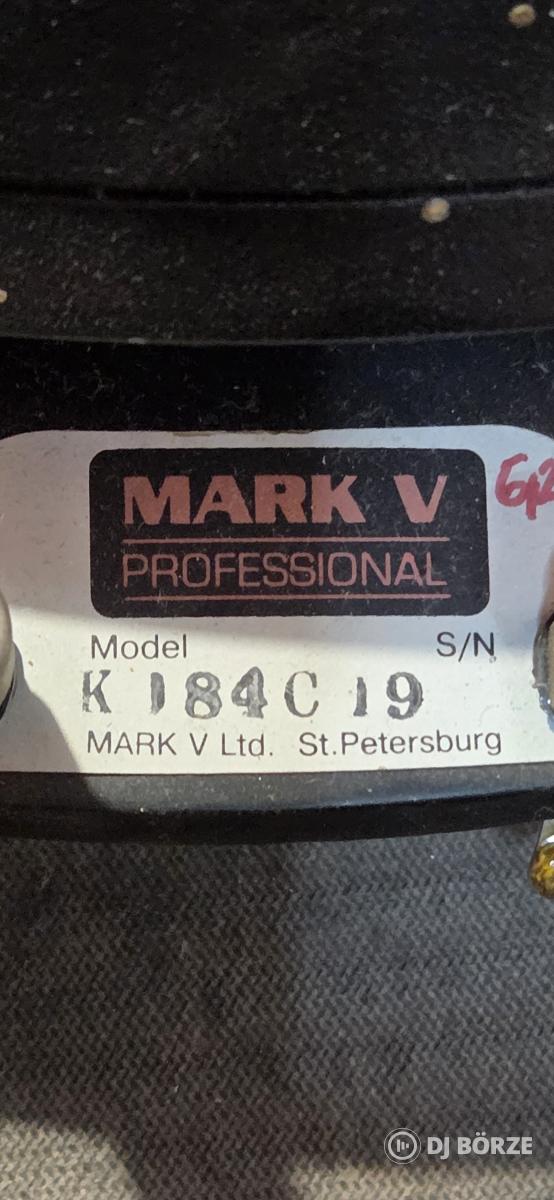 MARK V
PROFESSIONAL
Model S/N
K 184C 19
MARK V Ltd. St.Petersburg
DJ BÖRZE